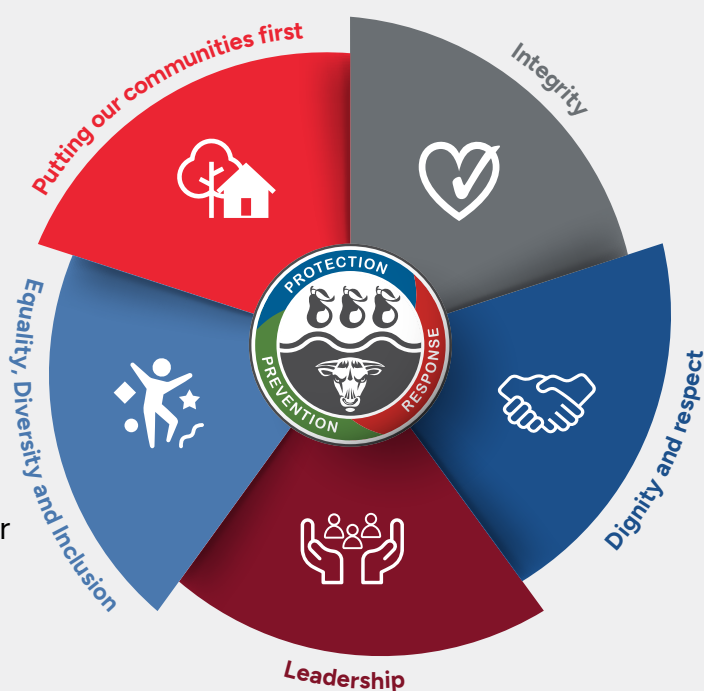 Putting our communities first
Integrity
Dignity and respect
Leadership
Equality, Diversity and Inclusion
PROTECTION
RESPONSE
PREVENTION
r